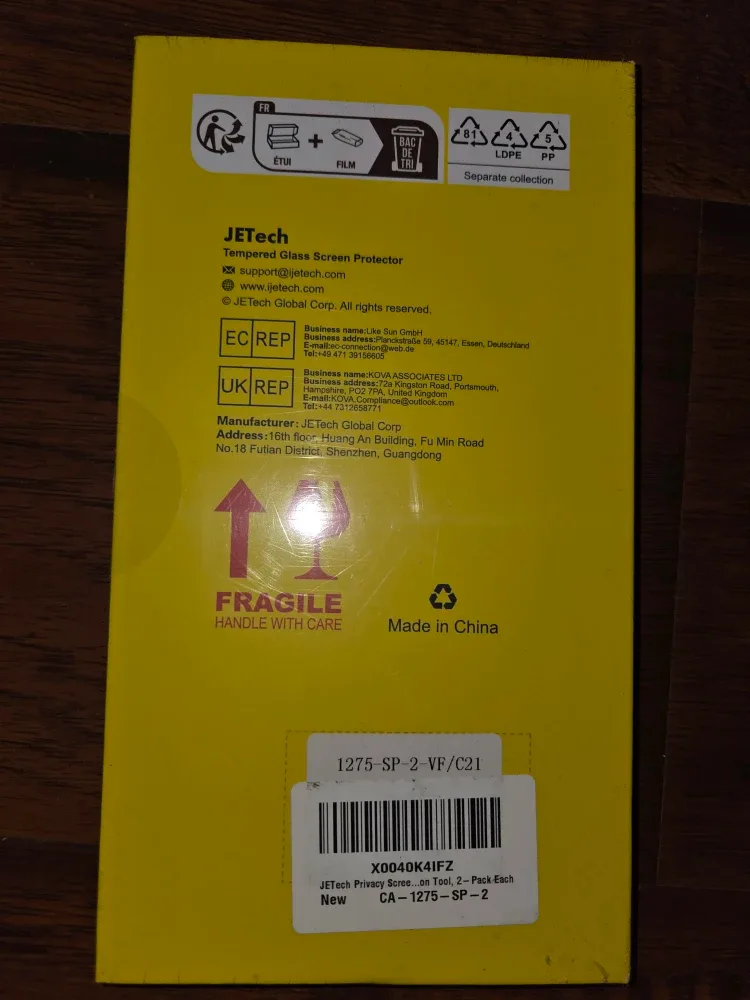 FR
ÉTUI
+
FILM
BAC
DE
TRI
81
4
LDPE
5
PP
Separate collection
JETech
Tempered Glass Screen Protector
support@ijetech.com
www.ijetech.com
© JETech Global Corp. All rights reserved.
EC REP
Business name:Like Sun GmbH
Business address:Planckstraße 59, 45147, Essen, Deutschland
E-mail:ec-connection@web.de
Tel:+49 471 39156605
UK REP
Business name:KOVA ASSOCIATES LTD
Business address:72a Kingston Road, Portsmouth,
Hampshire, PO2 7PA, United Kingdom
E-mail:KOVA.Compliance@outlook.com
Tel:+44 7312658771
Manufacturer: JETech Global Corp
Address:16th floor, Huang An Building, Fu Min Road
No.18 Futian District, Shenzhen, Guangdong
FRAGILE
HANDLE WITH CARE
Made in China
1275-SP-2-VF/C21
X0040K4IFZ
JETech Privacy Scree...on Tool, 2-Pack Each
New CA-1275-SP-2